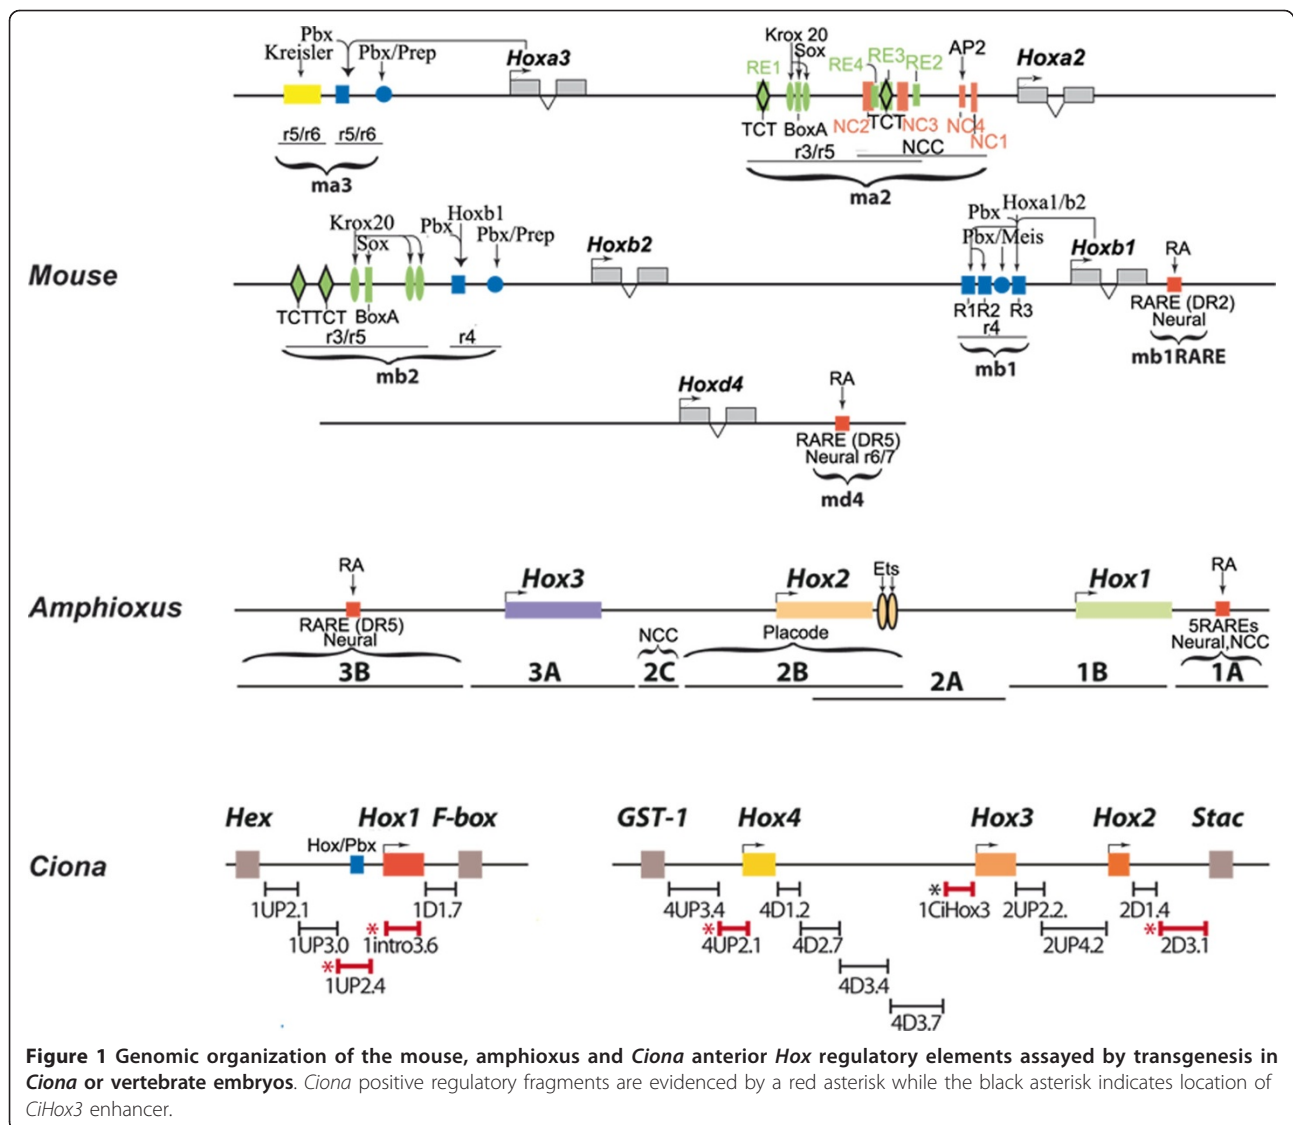 Pbx
Kreisler
Pbx/Prep
Hoxa3
Krox 20
Sox
RE1
RE4
RE3
RE2
AP2
Hoxa2
TCT
BoxA
NC2
TCT
NC3
NC4
NC1
r5/r6
r5/r6
r3/r5
NCC
ma3
ma2
Mouse
Krox20
Sox
Pbx
Hoxb1
Pbx/Prep
Hoxb2
Pbx
Hoxa1/b2
Pbx/Meis
Hoxb1
RA
TCT
TCT
BoxA
R1
R2
R3
RARE (DR2)
Neural
r3/r5
r4
r4
mb2
mb1
mb1RARE
Hoxd4
RA
RARE (DR5)
Neural r6/7
md4
Amphioxus
RA
Hox3
Hox2
Ets
Hox1
RA
RARE (DR5)
Neural
NCC
Placode
5RAREs
Neural,NCC
3B
3A
2C
2B
2A
1B
1A
Ciona
Hex
Hox1
F-box
GST-1
Hox4
Hox3
Hox2
Stac
Hox/Pbx
1UP2.1
1D1.7
4UP3.4
4D1.2
*
1CiHox3
2UP2.2.
2D1.4
1UP3.0
*
1intro3.6
*
4UP2.1
4D2.7
2UP4.2
*
2D3.1
*
1UP2.4
4D3.4
4D3.7
Figure 1 Genomic organization of the mouse, amphioxus and Ciona anterior Hox regulatory elements assayed by transgenesis in
Ciona or vertebrate embryos. Ciona positive regulatory fragments are evidenced by a red asterisk while the black asterisk indicates location of
CiHox3 enhancer.